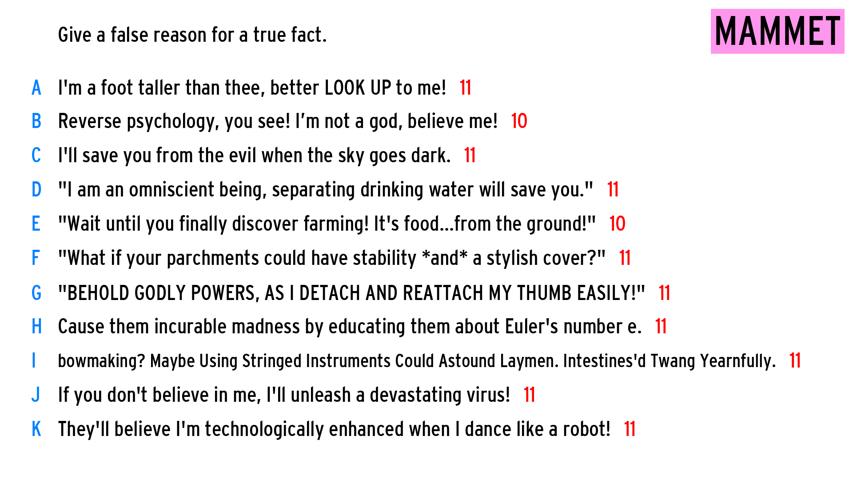 Give a false reason for a true fact.
MAMMET
A I'm a foot taller than thee, better LOOK UP to me! 11
B Reverse psychology, you see! I'm not a god, believe me! 10
C I'll save you from the evil when the sky goes dark. 11
D "I am an omniscient being, separating drinking water will save you." 11
E "Wait until you finally discover farming! It's food...from the ground!" 10
F "What if your parchments could have stability *and* a stylish cover?" 11
G "BEHOLD GODLY POWERS, AS I DETACH AND REATTACH MY THUMB EASILY!" 11
H Cause them incurable madness by educating them about Euler's number e. 11
I bowmaking? Maybe Using Stringed Instruments Could Astound Laymen. Intestines'd Twang Yearnfully. 11
J If you don't believe in me, I'll unleash a devastating virus! 11
K They'll believe I'm technologically enhanced when I dance like a robot! 11